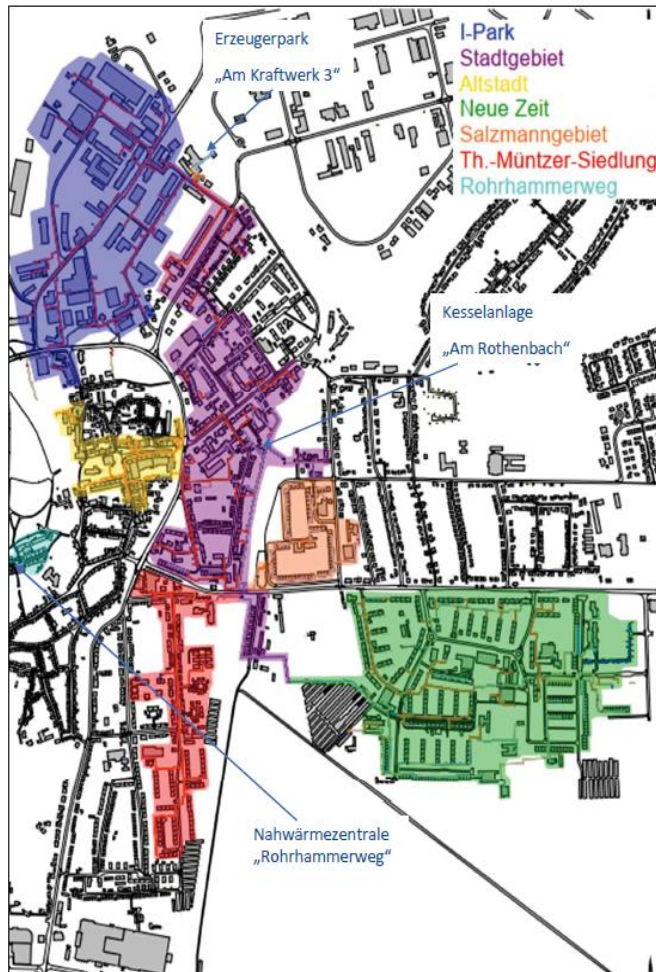 Erzeugerpark
„Am Kraftwerk 3“
I-Park
Stadtgebiet
Altstadt
Neue Zeit
Salzmanngebiet
Th.-Müntzer-Siedlung
Rohrhammerweg
Kesselanlage
„Am Rothenbach“
Nahwärmezentrale
„Rohrhammerweg“